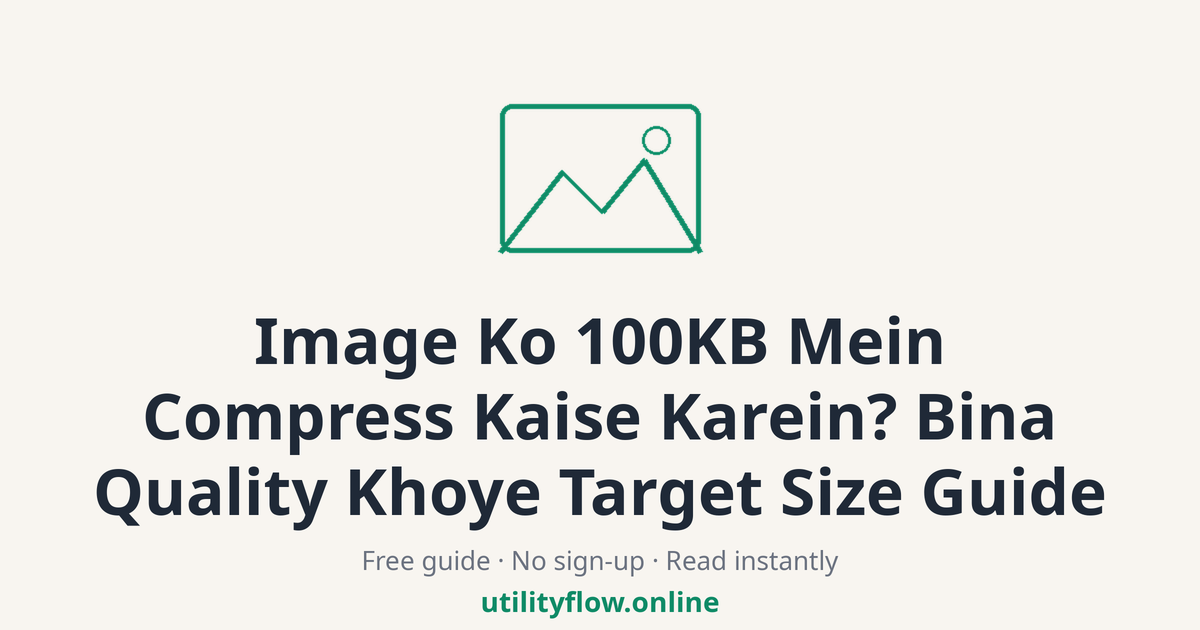 Image Ko 100KB Mein
Compress Kaise Karein? Bina
Quality Khoye Target Size Guide
Free guide · No sign-up · Read instantly
utilityflow.online